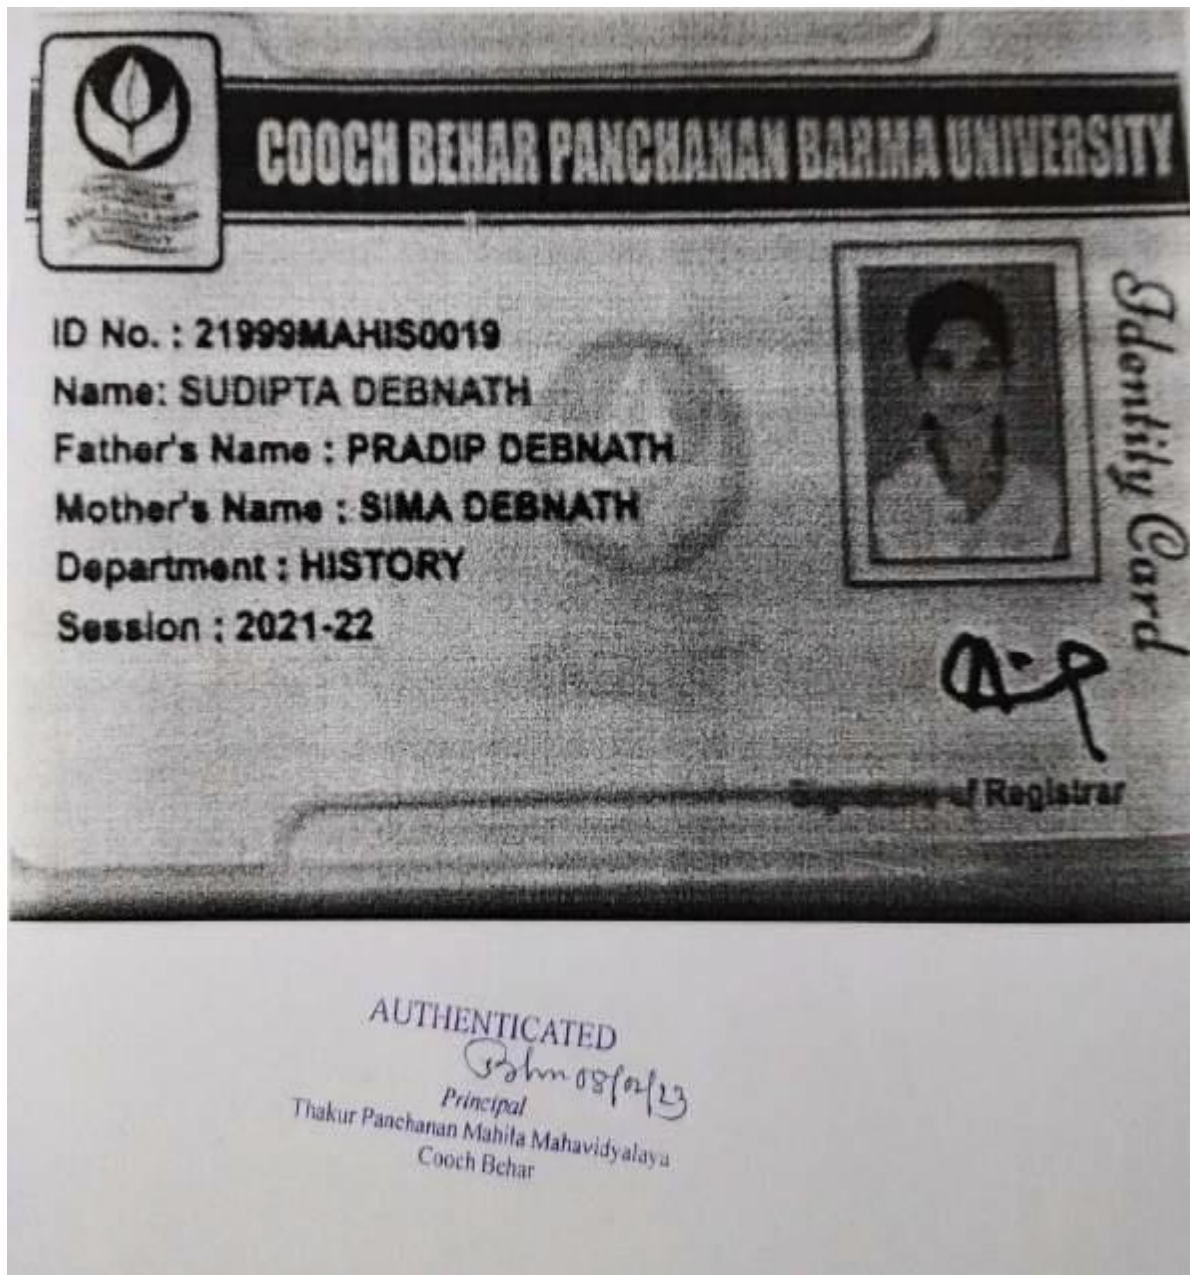 COOCH BEHAR PANCHANAN BARMA UNIVERSITY
Identity Card
ID No. : 21999MAHIS0019
Name: SUDIPTA DEBNATH
Father's Name : PRADIP DEBNATH
Mother's Name : SIMA DEBNATH
Department : HISTORY
Session : 2021-22
Signature of Registrar
AUTHENTICATED
08/02/23
Principal
Thakur Panchanan Mahila Mahavidyalaya
Cooch Behar